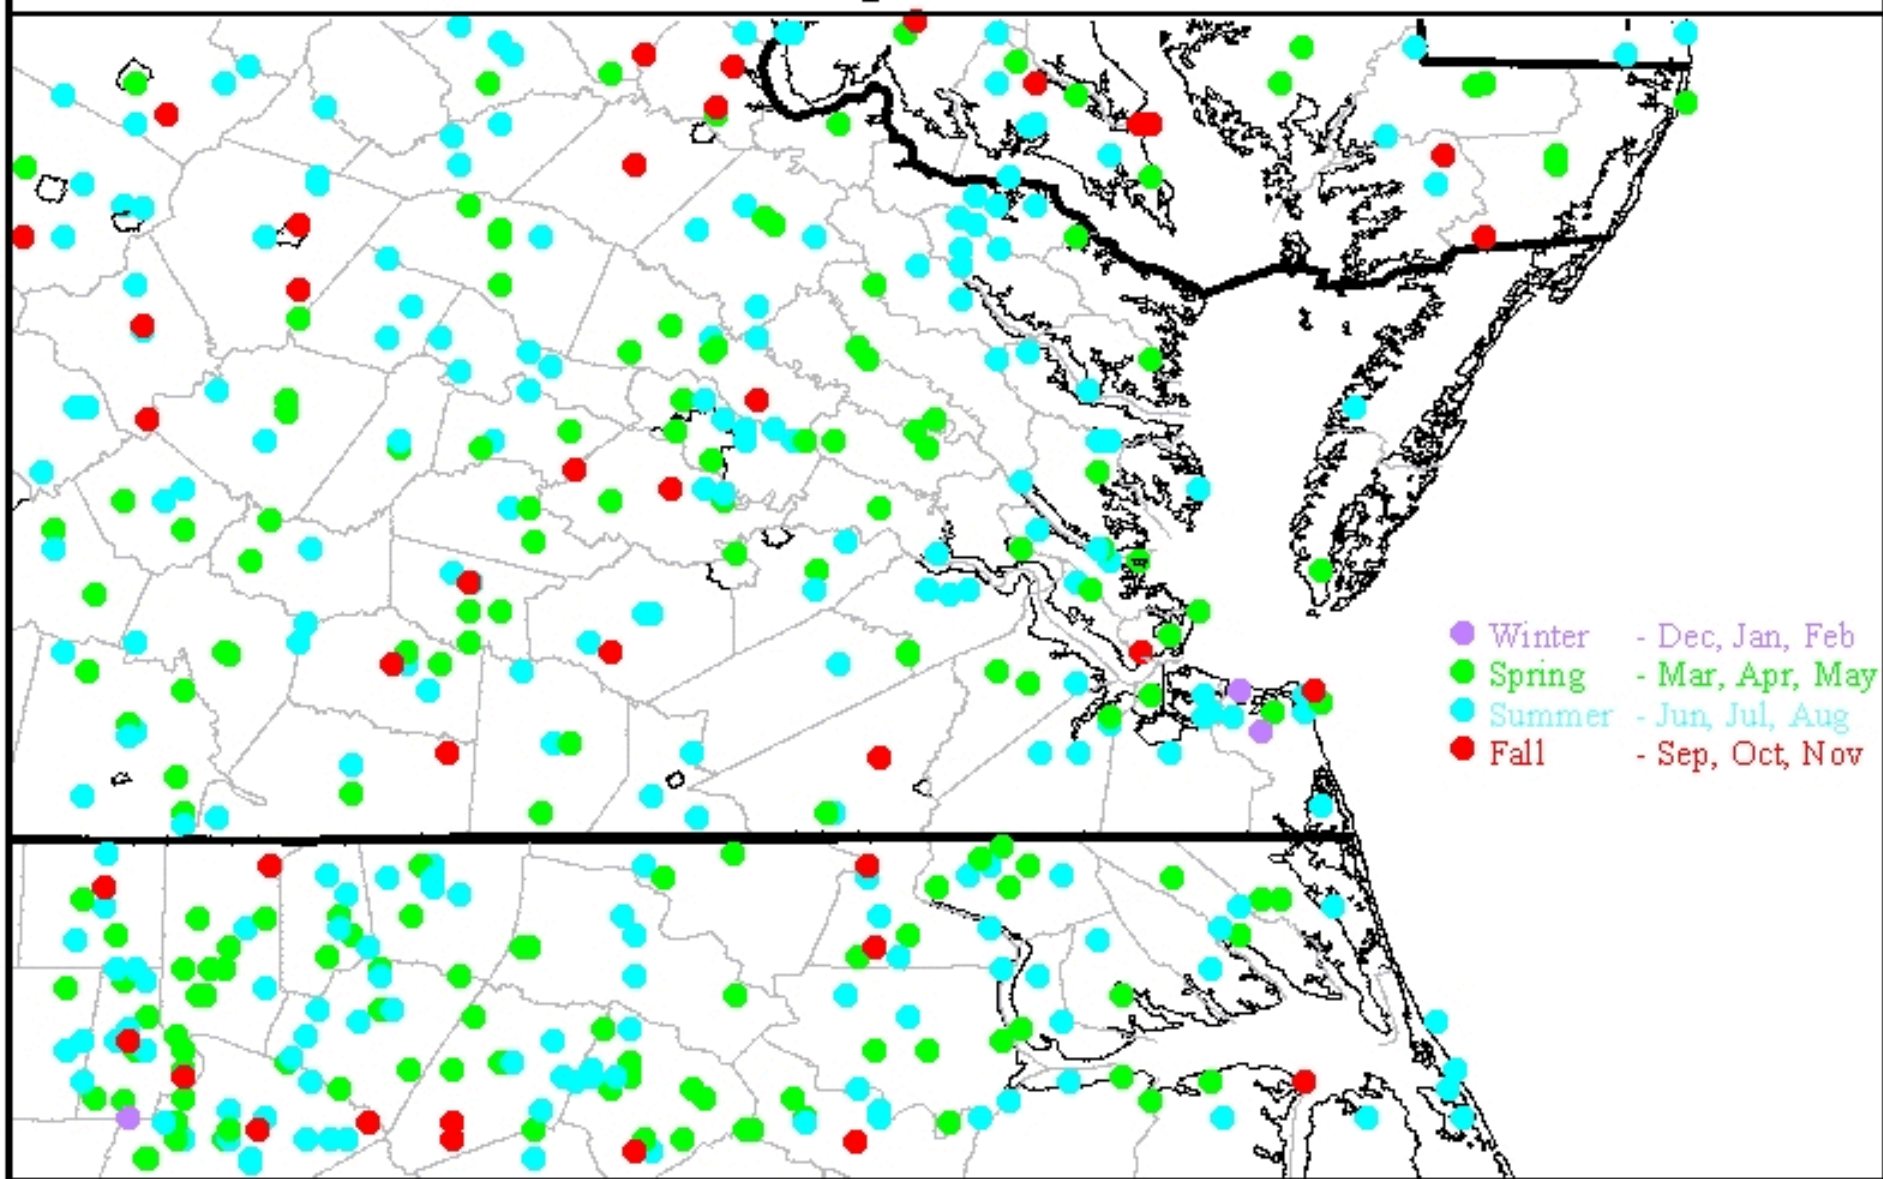 Winter - Dec, Jan, Feb
Spring - Mar, Apr, May
Summer - Jun, Jul, Aug
Fall - Sep, Oct, Nov